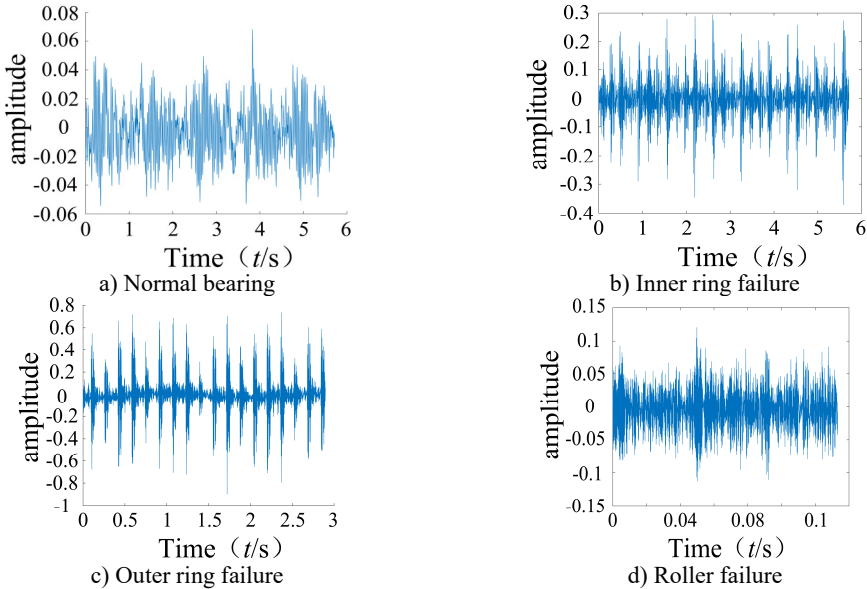 0.08
0.06
0.04
0.02
0
-0.02
-0.04
-0.06
amplitude
0 1 2 3 4 5 6
Time（t/s）
a) Normal bearing
0.3
0.2
0.1
0
-0.1
-0.2
-0.3
-0.4
amplitude
0 1 2 3 4 5 6
Time（t/s）
b) Inner ring failure
0.8
0.6
0.4
0.2
0
-0.2
-0.4
-0.6
-0.8
-1
amplitude
0 0.5 1 1.5 2 2.5 3
Time（t/s）
c) Outer ring failure
0.15
0.1
0.05
0
-0.05
-0.1
-0.15
amplitude
0 0.04 0.08 0.1
Time（t/s）
d) Roller failure